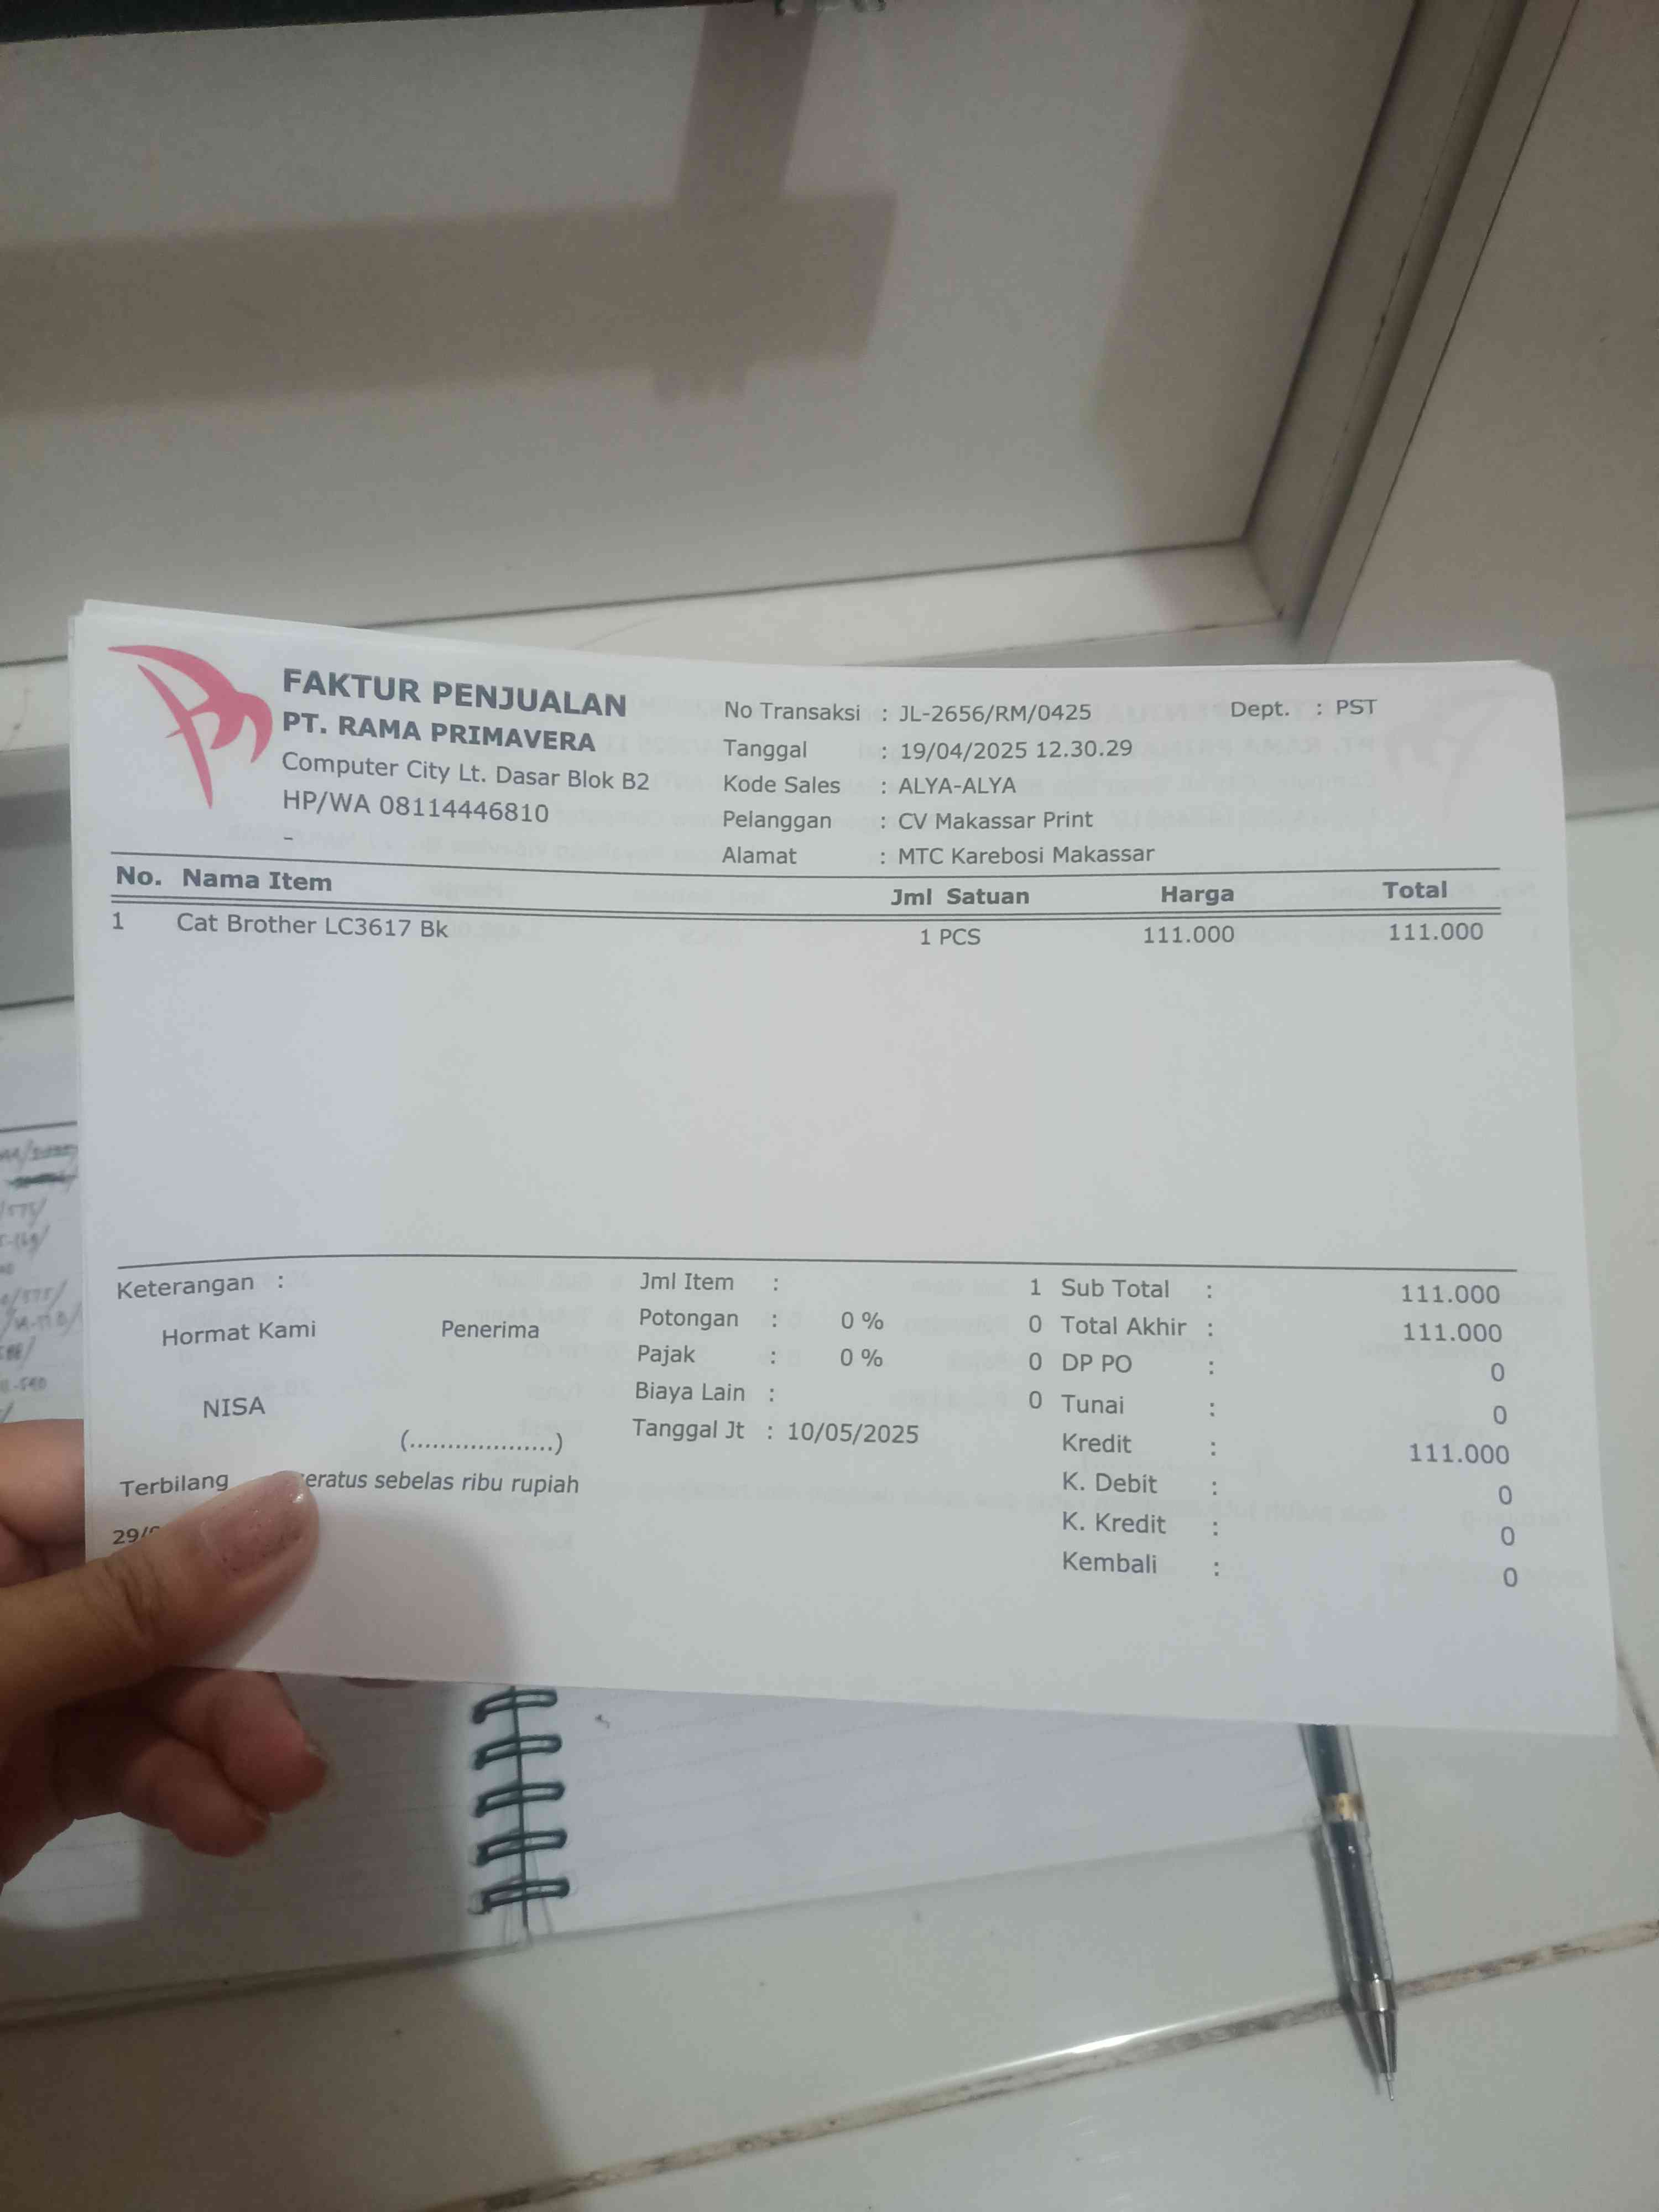 FAKTUR PENJUALAN
PT. RAMA PRIMAVERA
Computer City Lt. Dasar Blok B2
HP/WA 08114446810
-
No Transaksi : JL-2656/RM/0425 Dept. : PST
Tanggal : 19/04/2025 12.30.29
Kode Sales : ALYA-ALYA
Pelanggan : CV Makassar Print
Alamat : MTC Karebosi Makassar
No. Nama Item Jml Satuan Harga Total
1 Cat Brother LC3617 Bk 1 PCS 111.000 111.000
Keterangan :
Hormat Kami Penerima
NISA
(...................)
Jml Item : 1
Potongan : 0 % 0
Pajak : 0 % 0
Biaya Lain : 0
Tanggal Jt : 10/05/2025
Sub Total : 111.000
Total Akhir : 111.000
DP PO : 0
Tunai : 0
Kredit : 111.000
K. Debit : 0
K. Kredit : 0
Kembali : 0
Terbilang eratus sebelas ribu rupiah
29/